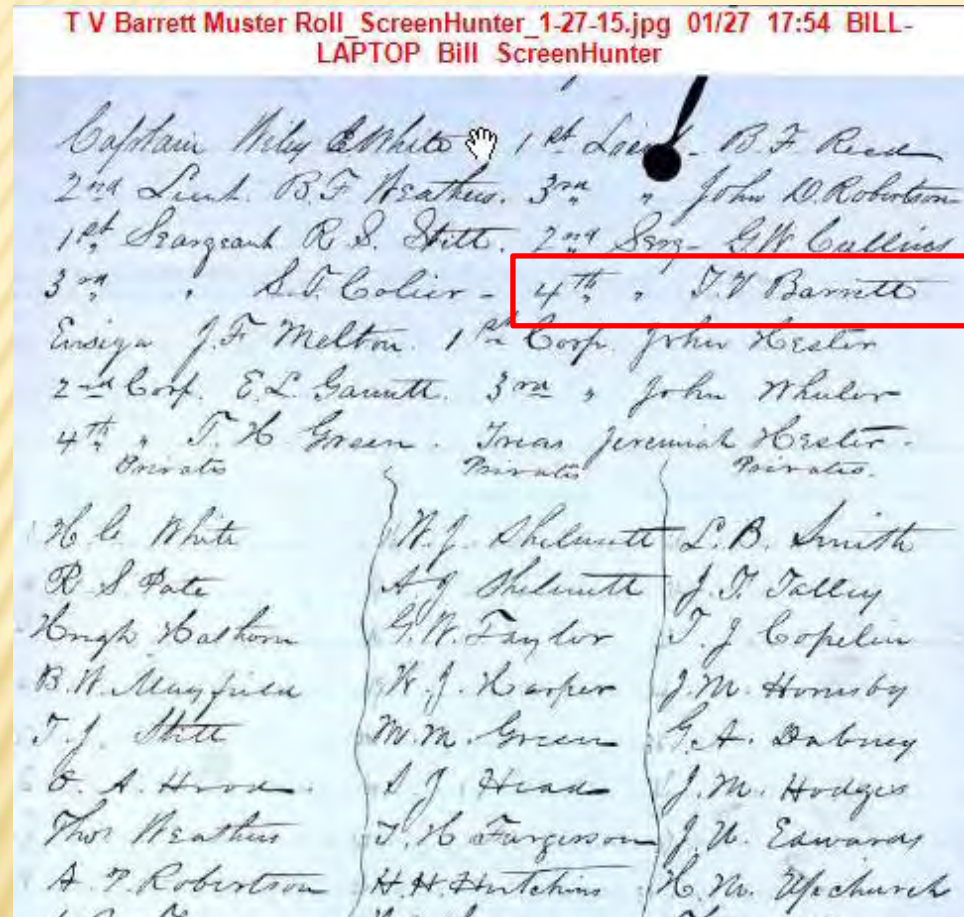 T V Barrett Muster Roll_ScreenHunter_1-27-15.jpg 01/27 17:54 BILL-
LAPTOP Bill ScreenHunter
Captain Wiley E White 1st Lieut - B. F. Reed
2nd Lieut. B. F Weathers. 3rd " John D. Robertson
1st Seargeant R. S. Stitt. 2nd Serg - G W Cullins
3rd " S. T. Colier - 4th " T. V Barrett
Ensign J. F Melton. 1st Corp. John Hester
2nd Corp. E. L. Garrett. 3rd " John Wheeler
4th " T. H Green. Treas Jeremiah Hester -
Privates Privates Privates.
H. C. White W. J. Shelnutt L. B. Smith
R. S. Pate A. J Shelnutt J. T. Talley
Hugh Hathorn G. W. Taylor T. J Copelin
B. W. Mayfield W. J. Harper J. M. Hornsby
T. J. Stitt M. M. Green G. A. Dabney
O. A. Hood S. J. Head J. M. Hodges
Thos Weathers T. H Furgerson J. W. Edwards
A. P. Robertson H. H. Hutchins H. M. Upchurch